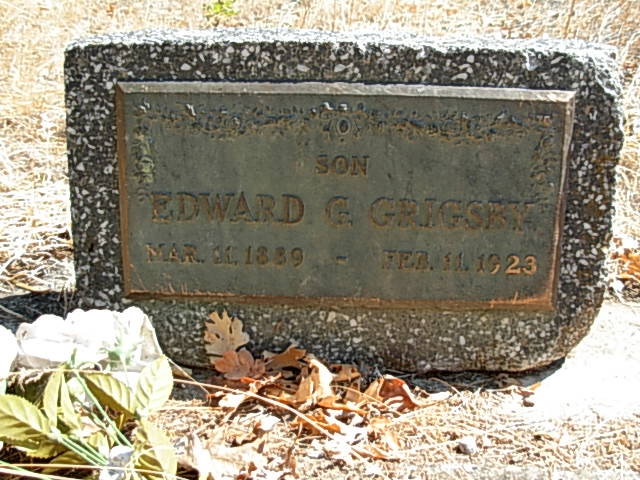 SON
EDWARD G. GRIGSBY
MAR. 11, 1889 - FEB. 11, 1923